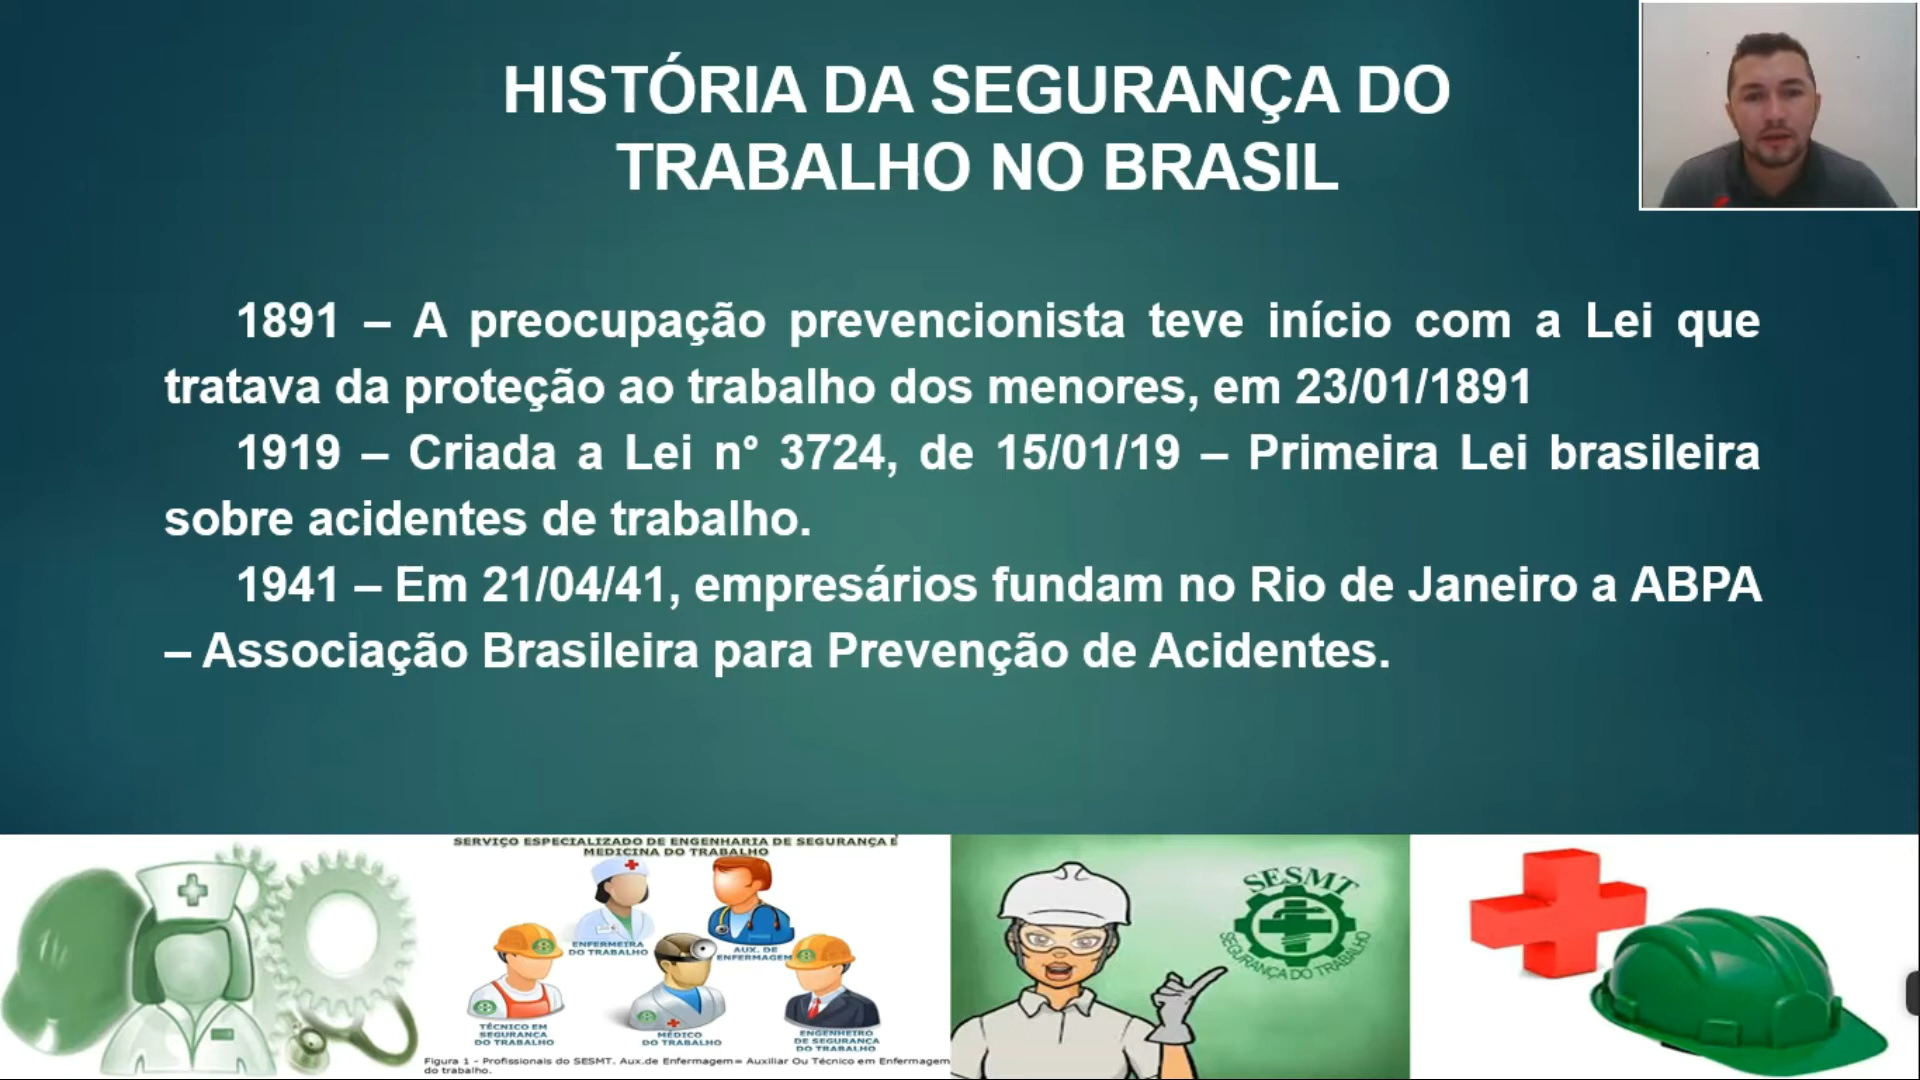 HISTÓRIA DA SEGURANÇA DO
TRABALHO NO BRASIL
1891 – A preocupação prevencionista teve início com a Lei que
tratava da proteção ao trabalho dos menores, em 23/01/1891
1919 – Criada a Lei n° 3724, de 15/01/19 – Primeira Lei brasileira
sobre acidentes de trabalho.
1941 – Em 21/04/41, empresários fundam no Rio de Janeiro a ABPA
– Associação Brasileira para Prevenção de Acidentes.
SERVIÇO ESPECIALIZADO DE ENGENHARIA DE SEGURANÇA E
MEDICINA DO TRABALHO
ENFERMEIRA
DO TRABALHO
AUX. DE
ENFERMAGEM
TÉCNICO EM
SEGURANÇA
DO TRABALHO
MÉDICO
DO TRABALHO
ENGENHEIRO
DE SEGURANÇA
DO TRABALHO
Figura 1 - Profissionais do SESMT. Aux.de Enfermagem= Auxiliar Ou Técnico em Enfermagem
do trabalho.
SESMT
SEGURANÇA DO TRABALHO